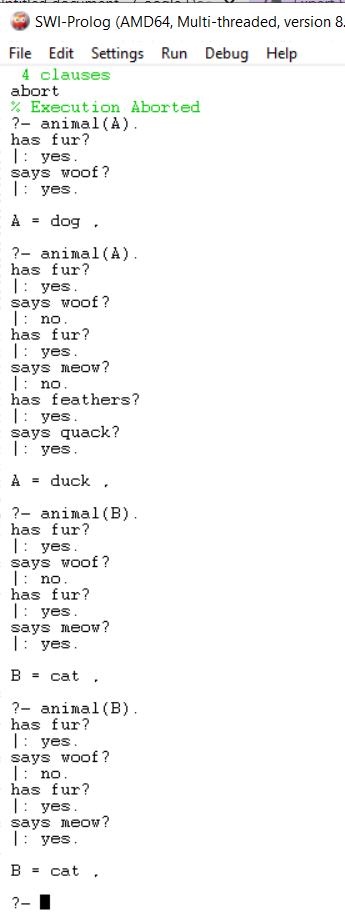 SWI-Prolog (AMD64, Multi-threaded, version 8.
File Edit Settings Run Debug Help
4 clauses
abort
% Execution Aborted
?- animal(A).
has fur?
|: yes.
says woof?
|: yes.
A = dog .
?- animal(A).
has fur?
|: yes.
says woof?
|: no.
has fur?
|: yes.
says meow?
|: no.
has feathers?
|: yes.
says quack?
|: yes.
A = duck .
?- animal(B).
has fur?
|: yes.
says woof?
|: no.
has fur?
|: yes.
says meow?
|: yes.
B = cat .
?- animal(B).
has fur?
|: yes.
says woof?
|: no.
has fur?
|: yes.
says meow?
|: yes.
B = cat .
?-